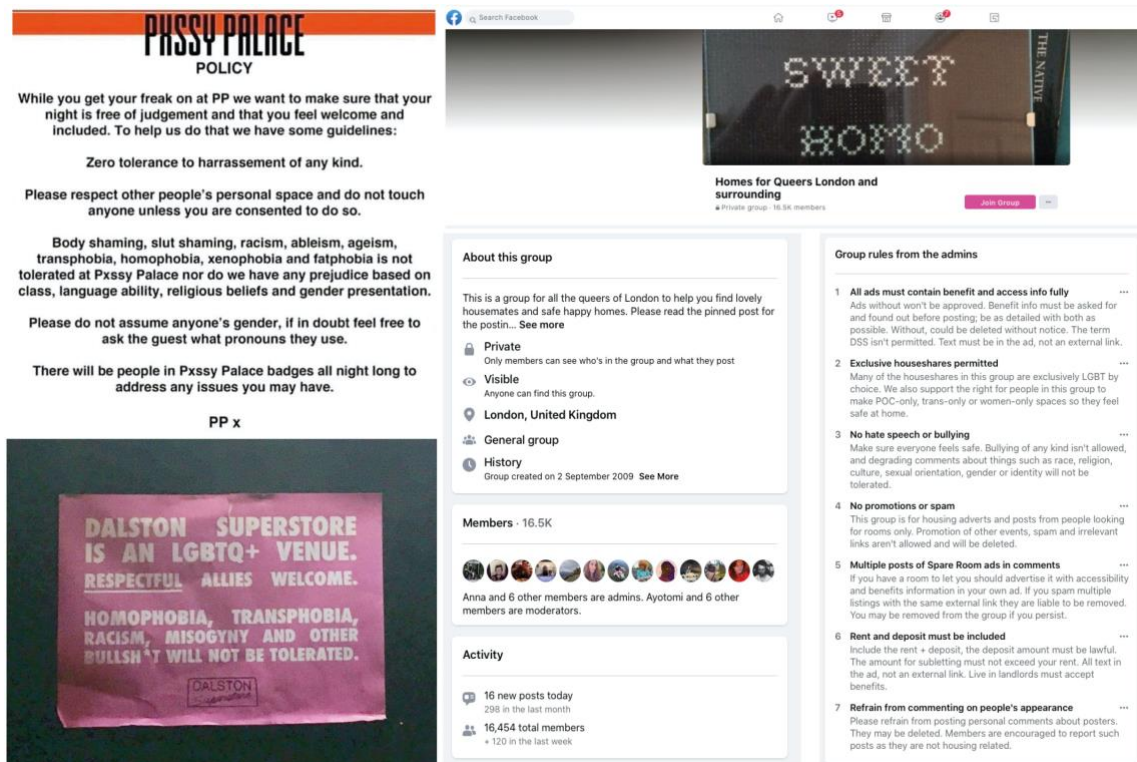 PXSSY PALACE
POLICY
While you get your freak on at PP we want to make sure that your
night is free of judgement and that you feel welcome and
included. To help us do that we have some guidelines:
Zero tolerance to harrassement of any kind.
Please respect other people's personal space and do not touch
anyone unless you are consented to do so.
Body shaming, slut shaming, racism, ableism, ageism,
transphobia, homophobia, xenophobia and fatphobia is not
tolerated at Pxssy Palace nor do we have any prejudice based on
class, language ability, religious beliefs and gender presentation.
Please do not assume anyone's gender, if in doubt feel free to
ask the guest what pronouns they use.
There will be people in Pxssy Palace badges all night long to
address any issues you may have.
PP x
DALSTON SUPERSTORE
IS AN LGBTQ+ VENUE.
RESPECTFUL ALLIES WELCOME.
HOMOPHOBIA, TRANSPHOBIA,
RACISM, MISOGYNY AND OTHER
BULLSH*T WILL NOT BE TOLERATED.
DALSTON
Superstore
Search Facebook
SWEET
HOMO
THE NATIVE
Homes for Queers London and
surrounding
Private group · 16.5K members
Join Group
About this group
This is a group for all the queers of London to help you find lovely
housemates and safe happy homes. Please read the pinned post for
the postin... See more
Private
Only members can see who's in the group and what they post
Visible
Anyone can find this group.
London, United Kingdom
General group
History
Group created on 2 September 2009 See More
Members · 16.5K
Anna and 6 other members are admins. Ayotomi and 6 other
members are moderators.
Activity
16 new posts today
298 in the last month
16,454 total members
+ 120 in the last week
Group rules from the admins
1 All ads must contain benefit and access info fully
Ads without won't be approved. Benefit info must be asked for
and found out before posting; be as detailed with both as
possible. Without, could be deleted without notice. The term
DSS isn't permitted. Text must be in the ad, not an external link.
2 Exclusive houseshares permitted
Many of the houseshares in this group are exclusively LGBT by
choice. We also support the right for people in this group to
make POC-only, trans-only or women-only spaces so they feel
safe at home.
3 No hate speech or bullying
Make sure everyone feels safe. Bullying of any kind isn't allowed,
and degrading comments about things such as race, religion,
culture, sexual orientation, gender or identity will not be
tolerated.
4 No promotions or spam
This group is for housing adverts and posts from people looking
for rooms only. Promotion of other events, spam and irrelevant
links aren't allowed and will be deleted.
5 Multiple posts of Spare Room ads in comments
If you have a room to let you should advertise it with accessibility
and benefits information in your own ad. If you spam multiple
listings with the same external link they are liable to be removed.
You may be removed from the group if you persist.
6 Rent and deposit must be included
Include the rent + deposit, the deposit amount must be lawful.
The amount for subletting must not exceed your rent. All text in
the ad, not an external link. Live in landlords must accept
benefits.
7 Refrain from commenting on people's appearance
Please refrain from posting personal comments about posters.
They may be deleted. Members are encouraged to report such
posts as they are not housing related.